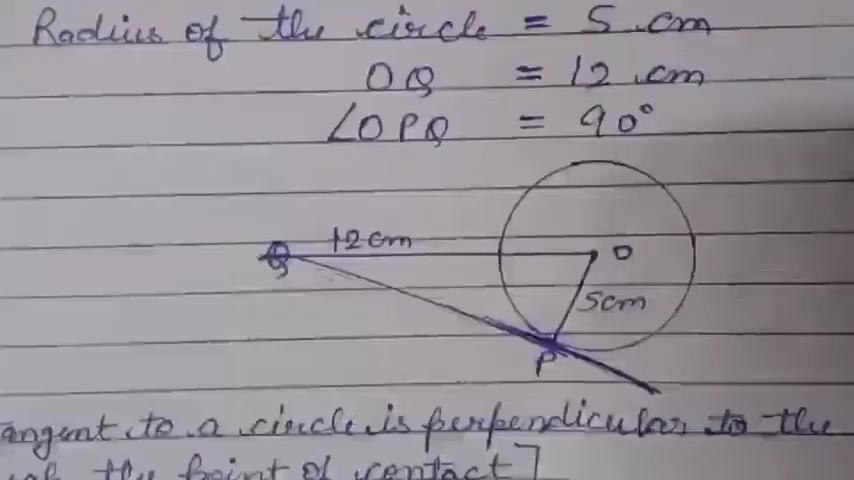 Radius of the circle = 5 cm
OQ = 12 cm
∠OPQ = 90°
12cm
Q
O
5cm
P
angent to a circle is perpendicular to the
the point of contact]